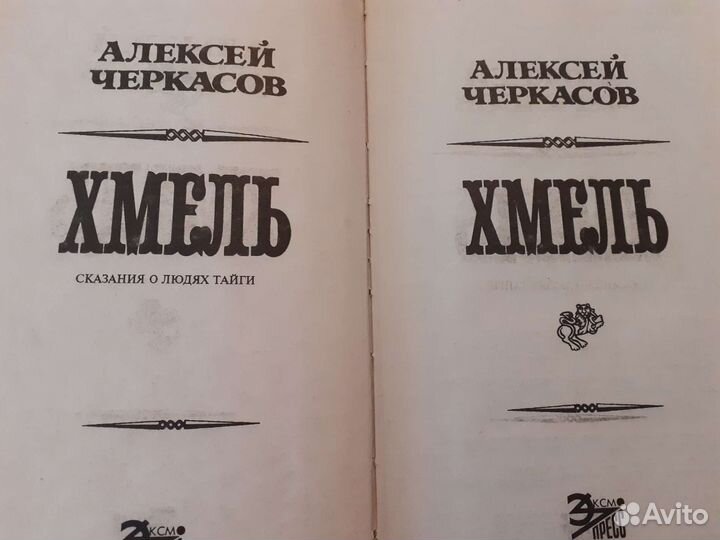 АЛЕКСЕЙ
ЧЕРКАСОВ
ХМЕЛЬ
СКАЗАНИЯ О ЛЮДЯХ ТАЙГИ
ЭКСМО
АЛЕКСЕЙ
ЧЕРКАСОВ
ХМЕЛЬ
ЭКСМО
ПРЕСС
Avito